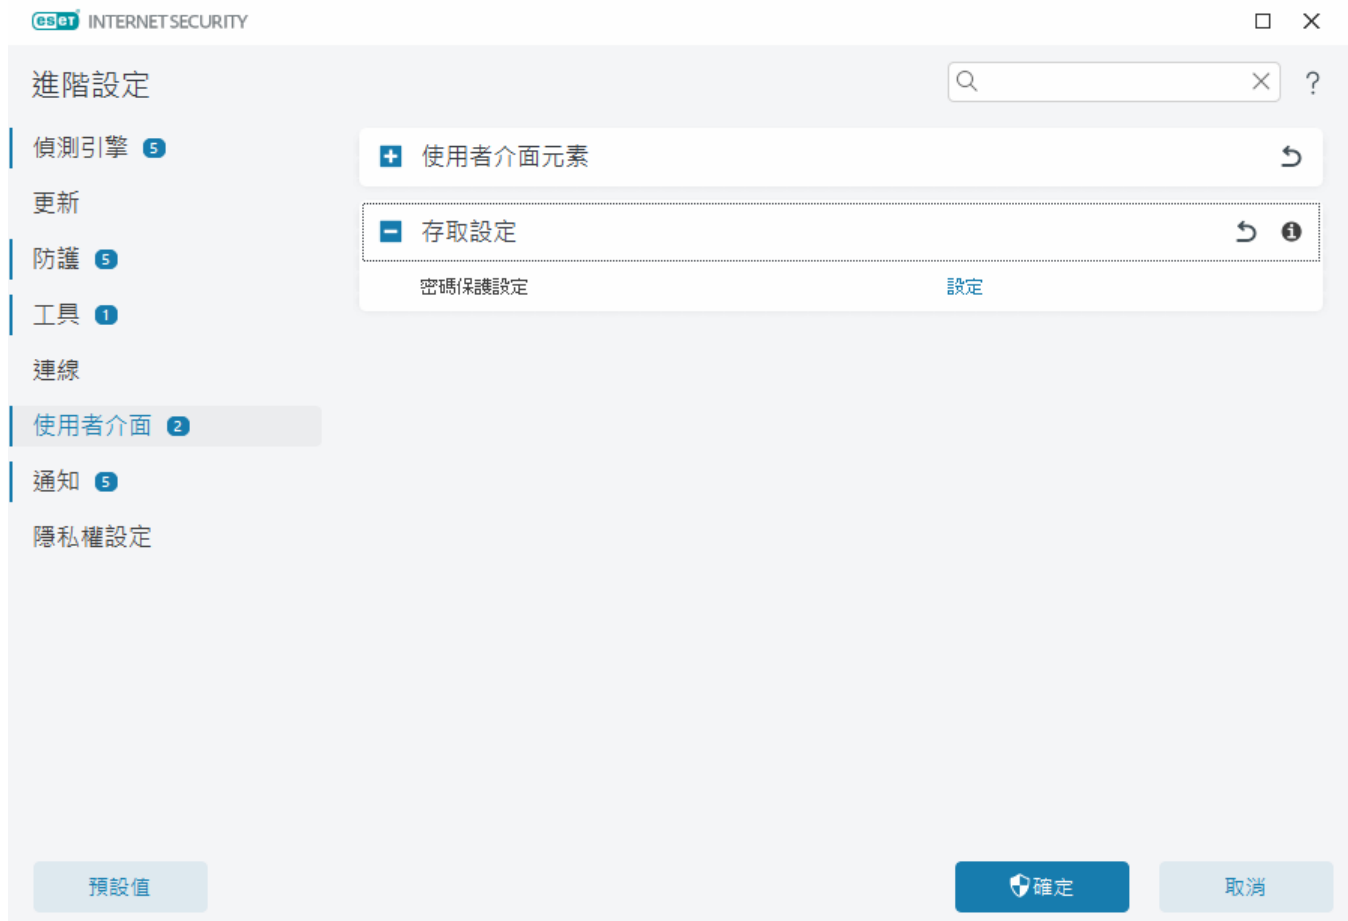 eset INTERNET SECURITY
進階設定
?
偵測引擎 5
更新
防護 5
工具 1
連線
使用者介面 2
通知 5
隱私權設定
使用者介面元素
存取設定
密碼保護設定 設定
預設值
確定
取消